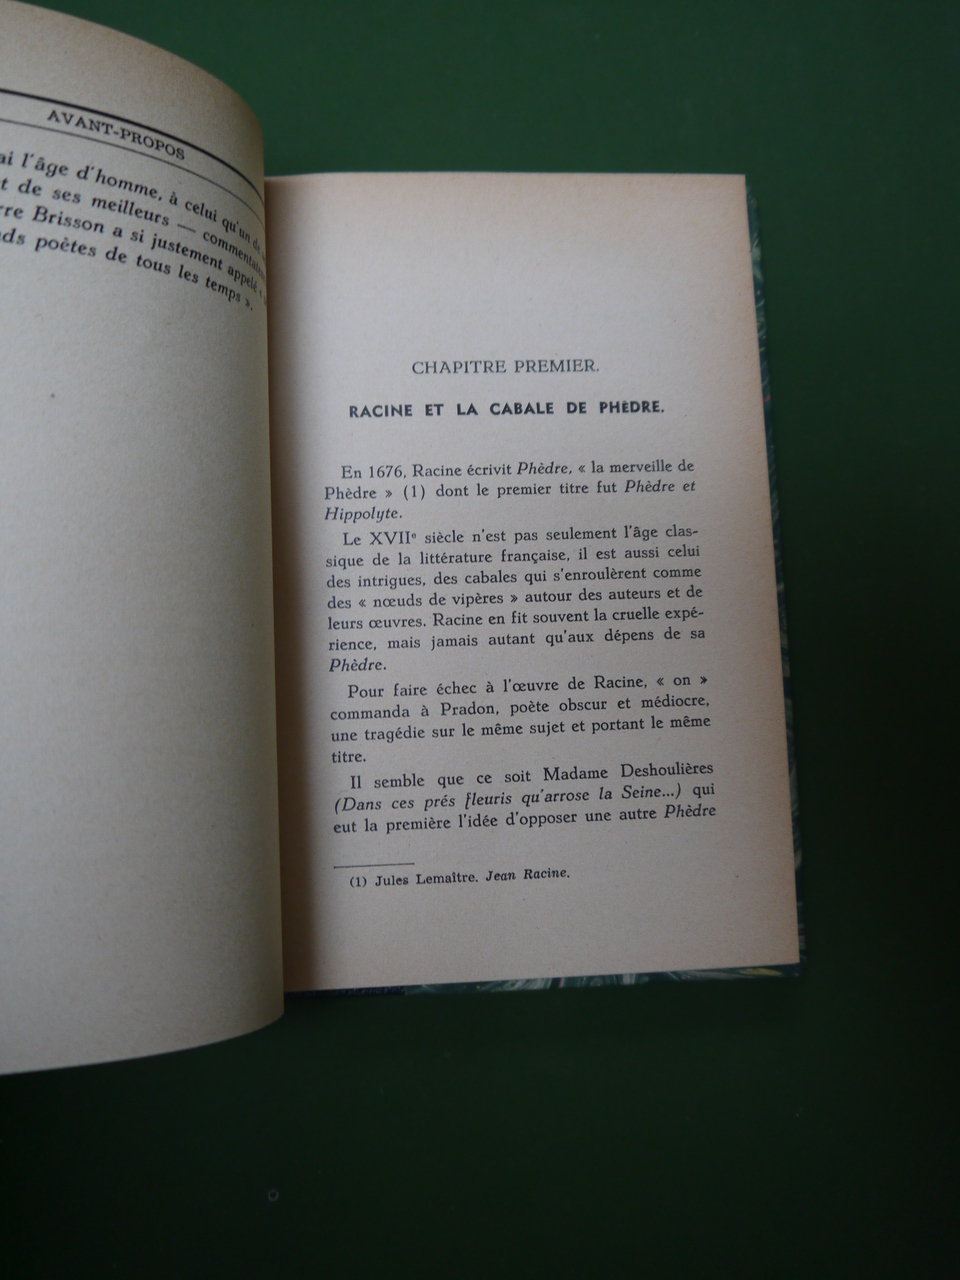 AVANT-PROPOS
l'âge d'homme, à celui qu'un de
de ses meilleurs —
Brisson a si justement appelé «
poètes de tous les temps ».
CHAPITRE PREMIER.
RACINE ET LA CABALE DE PHÈDRE.
En 1676, Racine écrivit Phèdre, « la merveille de
Phèdre » (1) dont le premier titre fut Phèdre et
Hippolyte.
Le XVIIe siècle n'est pas seulement l'âge clas-
sique de la littérature française, il est aussi celui
des intrigues, des cabales qui s'enroulèrent comme
des « nœuds de vipères » autour des auteurs et de
leurs œuvres. Racine en fit souvent la cruelle expé-
rience, mais jamais autant qu'aux dépens de sa
Phèdre.
Pour faire échec à l'œuvre de Racine, « on »
commanda à Pradon, poète obscur et médiocre,
une tragédie sur le même sujet et portant le même
titre.
Il semble que ce soit Madame Deshoulières
(Dans ces prés fleuris qu'arrose la Seine...) qui
eut la première l'idée d'opposer une autre Phèdre
(1) Jules Lemaître. Jean Racine.